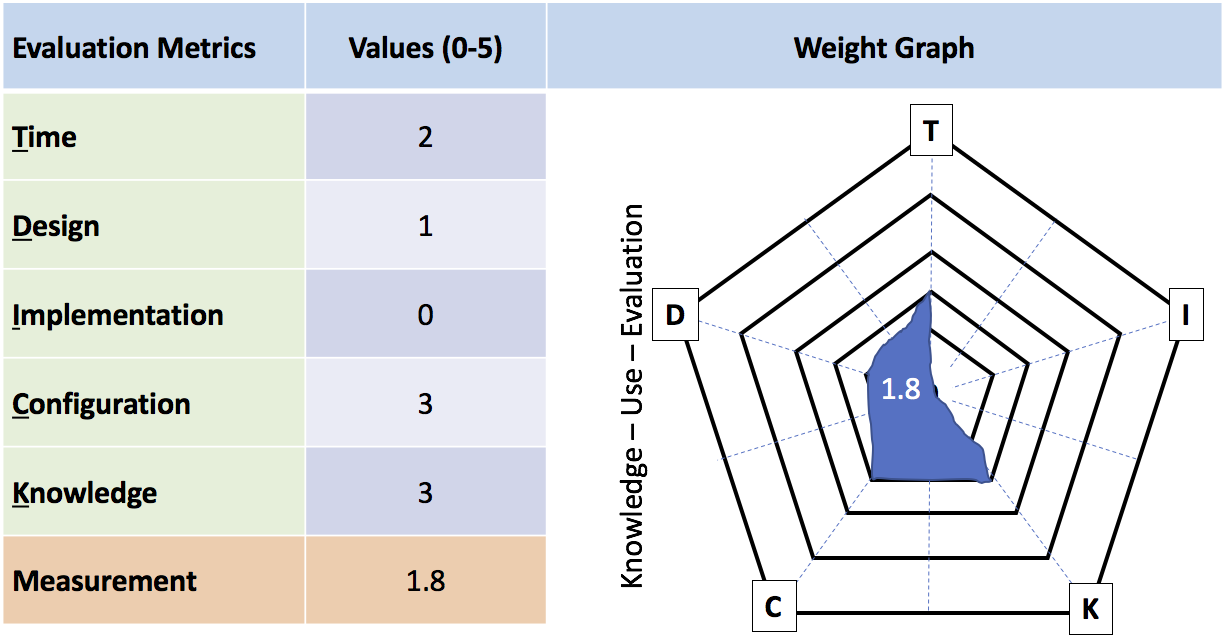 Evaluation Metrics Values (0-5) Weight Graph
Time 2
Design 1
Implementation 0
Configuration 3
Knowledge 3
Measurement 1.8
Knowledge – Use – Evaluation
T
D
I
1.8
C
K